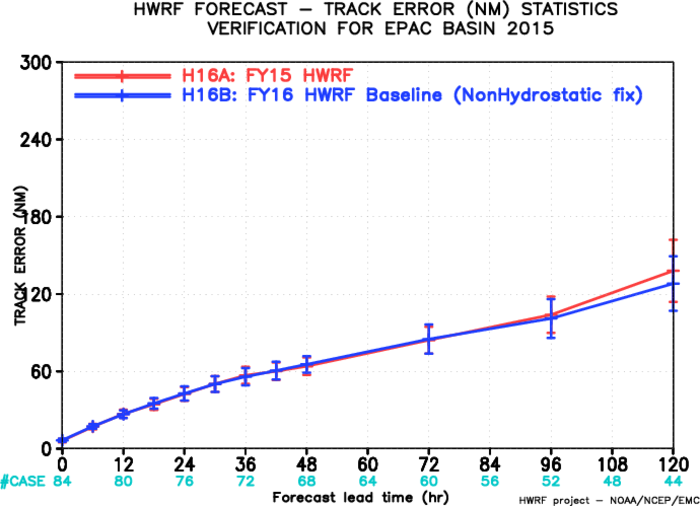 HWRF FORECAST – TRACK ERROR (NM) STATISTICS
VERIFICATION FOR EPAC BASIN 2015
H16A: FY15 HWRF
H16B: FY16 HWRF Baseline (NonHydrostatic fix)
300
240
180
120
60
0
TRACK ERROR (NM)
0 12 24 36 48 60 72 84 96 108 120
#CASE 84 80 76 72 68 64 60 56 52 48 44
Forecast lead time (hr)
HWRF project – NOAA/NCEP/EMC